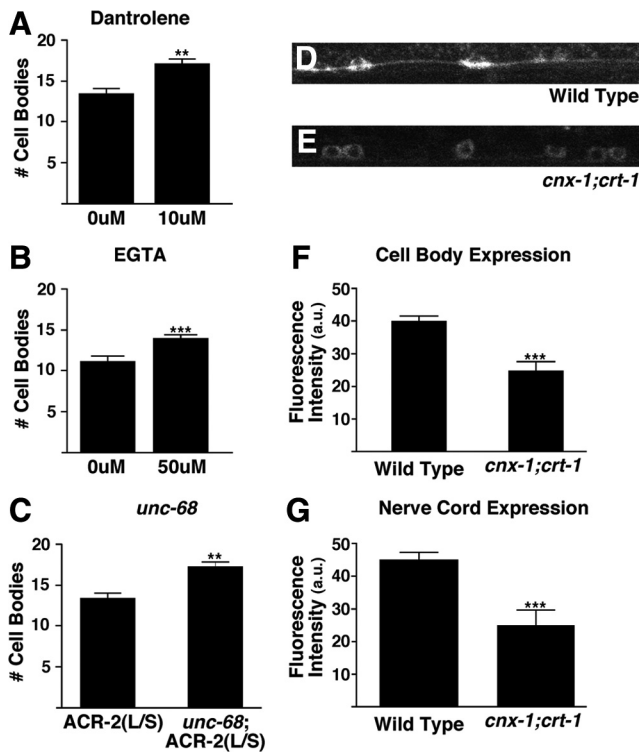 A
Dantrolene
# Cell Bodies
20
15
10
5
**
0uM
10uM
B
EGTA
# Cell Bodies
20
15
10
5
***
0uM
50uM
C
unc-68
# Cell Bodies
20
15
10
5
**
ACR-2(L/S)
unc-68;
ACR-2(L/S)
D
Wild Type
E
cnx-1;crt-1
F
Cell Body Expression
Fluorescence
Intensity (a.u.)
50
40
30
20
10
***
Wild Type
cnx-1;crt-1
G
Nerve Cord Expression
Fluorescence
Intensity (a.u.)
50
40
30
20
10
***
Wild Type
cnx-1;crt-1